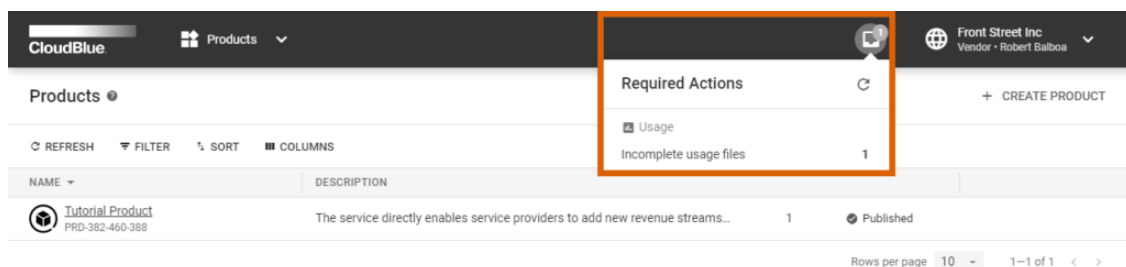 CloudBlue
Products
1
Front Street Inc
Vendor • Robert Balboa
Required Actions
Products
+ CREATE PRODUCT
Usage
Incomplete usage files 1
REFRESH FILTER SORT COLUMNS
NAME DESCRIPTION
Tutorial Product
PRD-382-460-388
The service directly enables service providers to add new revenue streams... 1 Published
Rows per page 10 1–1 of 1 < >